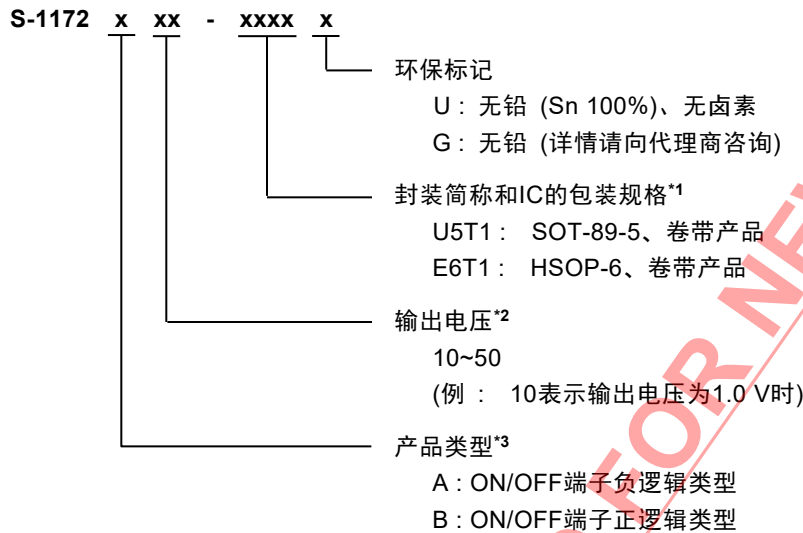 S-1172 x xx - xxxx x
环保标记
U : 无铅 (Sn 100%)、无卤素
G : 无铅 (详情请向代理商咨询)
封装简称和IC的包装规格*1
U5T1 : SOT-89-5、卷带产品
E6T1 : HSOP-6、卷带产品
输出电压*2
10~50
(例 : 10表示输出电压为1.0 V时)
产品类型*3
A : ON/OFF端子负逻辑类型
B : ON/OFF端子正逻辑类型
FOR